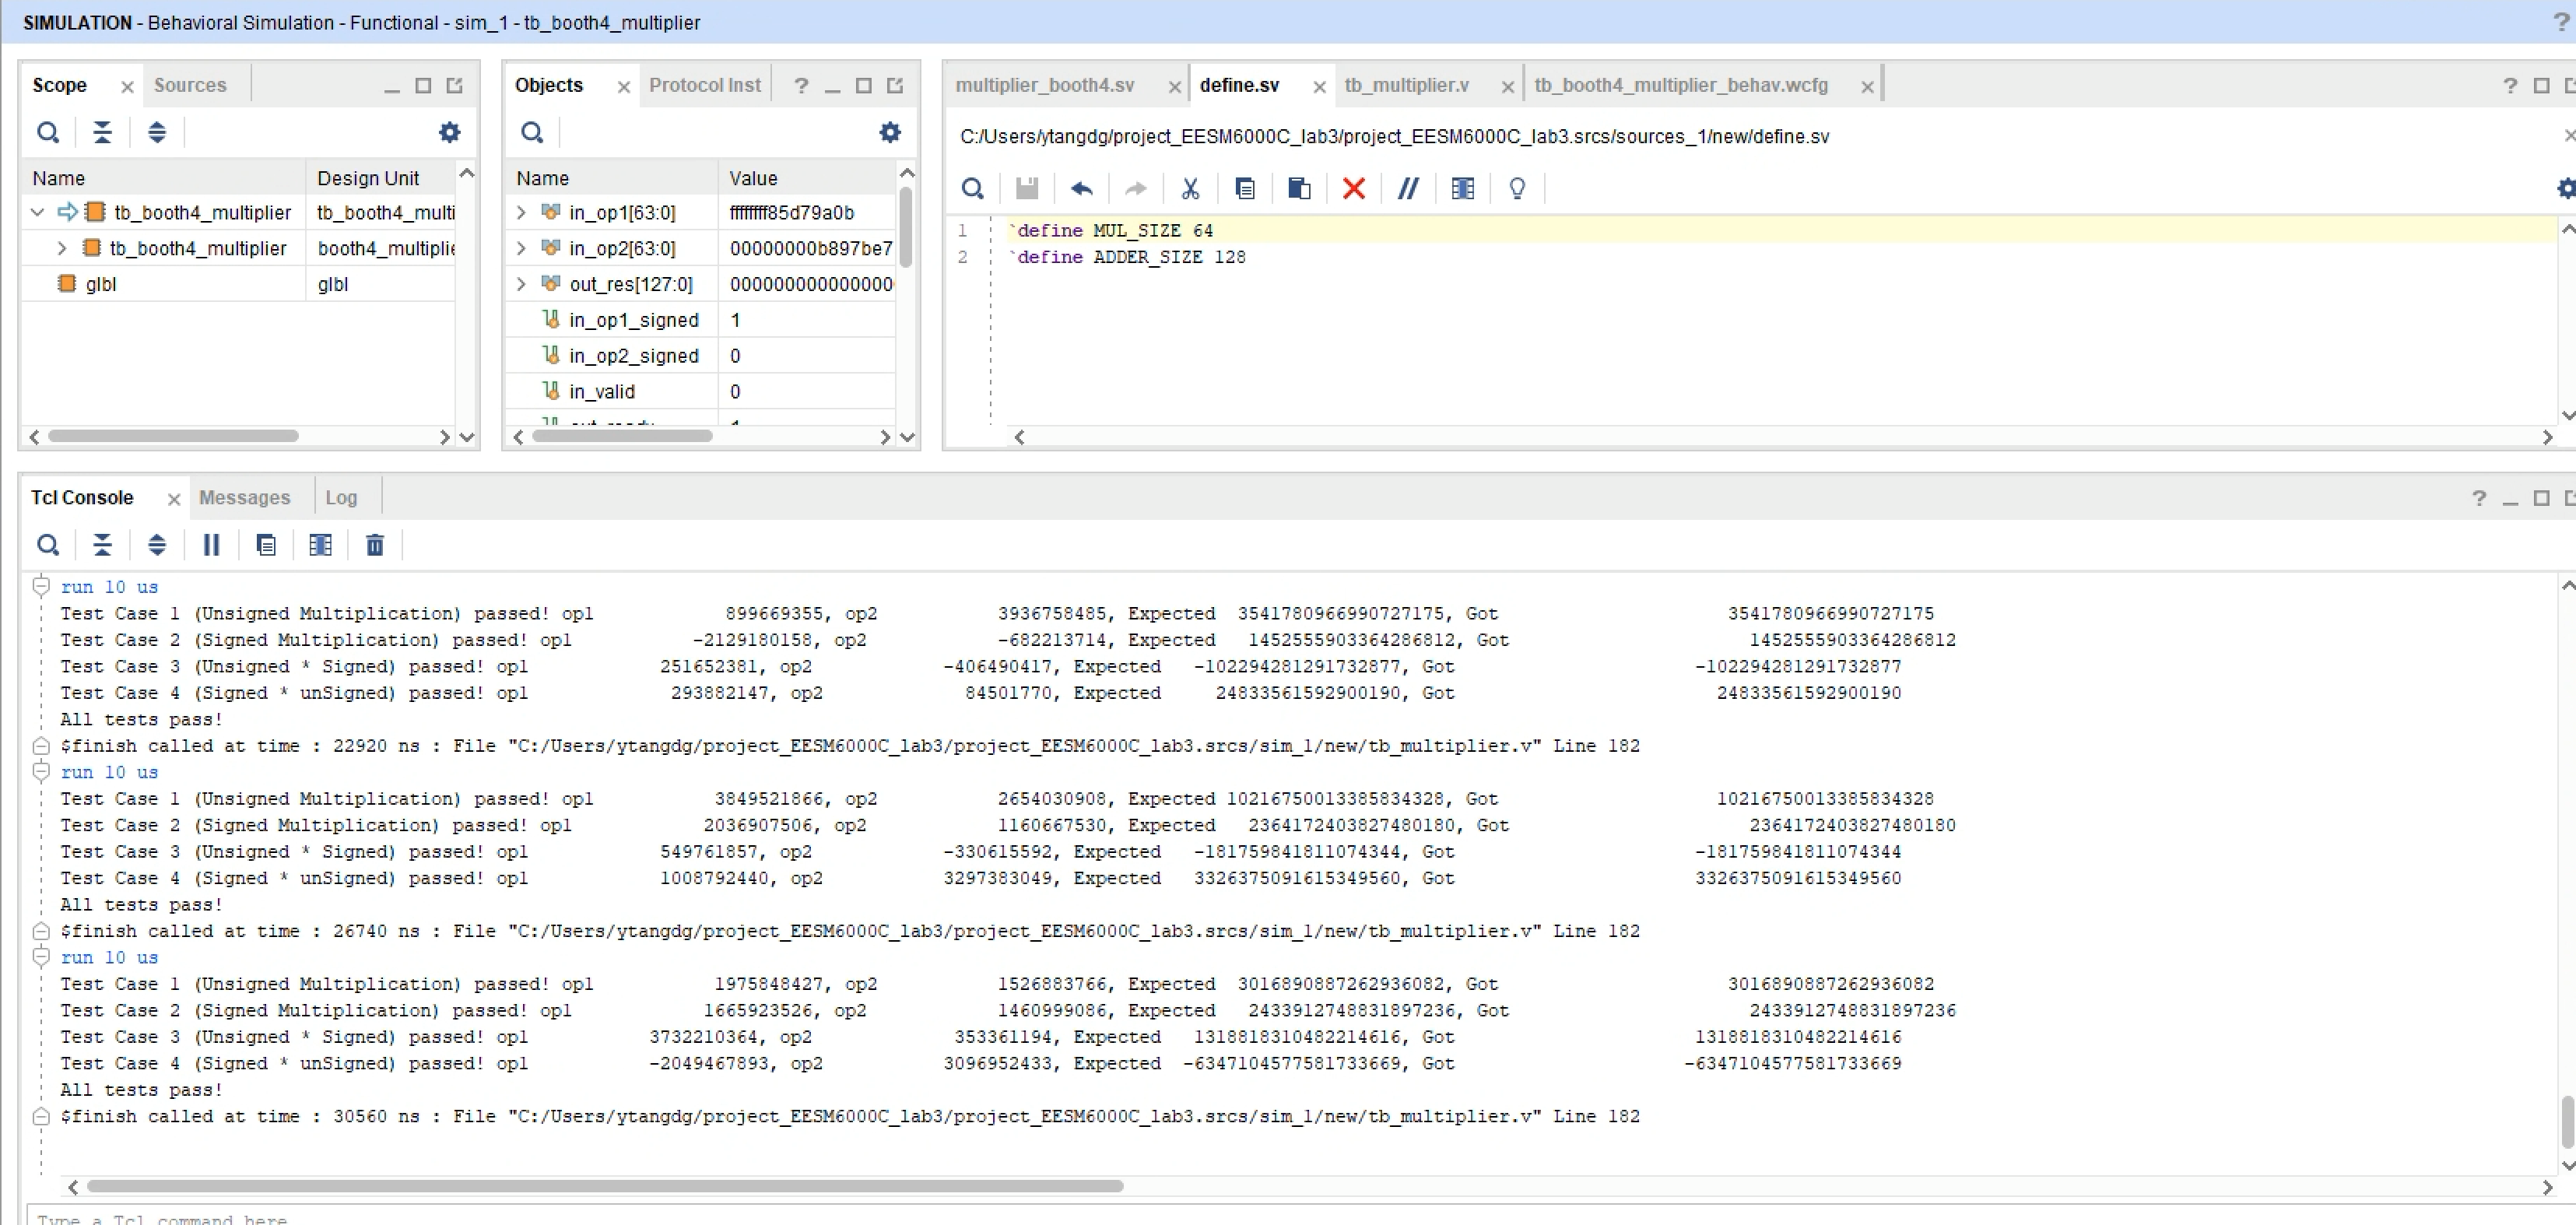 SIMULATION - Behavioral Simulation - Functional - sim_1 - tb_booth4_multiplier
?
Scope
Sources
Name
Design Unit
tb_booth4_multiplier
tb_booth4_multi
tb_booth4_multiplier
booth4_multiplie
glbl
glbl
Objects
Protocol Inst
?
Name
Value
in_op1[63:0]
ffffffff85d79a0b
in_op2[63:0]
00000000b897be7
out_res[127:0]
0000000000000000
in_op1_signed
1
in_op2_signed
0
in_valid
0
multiplier_booth4.sv
define.sv
tb_multiplier.v
tb_booth4_multiplier_behav.wcfg
?
C:/Users/ytangdg/project_EESM6000C_lab3/project_EESM6000C_lab3.srcs/sources_1/new/define.sv
1 `define MUL_SIZE 64
2 `define ADDER_SIZE 128
Tcl Console
Messages
Log
?
run 10 us
Test Case 1 (Unsigned Multiplication) passed! op1 899669355, op2 3936758485, Expected 3541780966990727175, Got 3541780966990727175
Test Case 2 (Signed Multiplication) passed! op1 -2129180158, op2 -682213714, Expected 1452555903364286812, Got 1452555903364286812
Test Case 3 (Unsigned * Signed) passed! op1 251652381, op2 -406490417, Expected -102294281291732877, Got -102294281291732877
Test Case 4 (Signed * unSigned) passed! op1 293882147, op2 84501770, Expected 24833561592900190, Got 24833561592900190
All tests pass!
$finish called at time : 22920 ns : File "C:/Users/ytangdg/project_EESM6000C_lab3/project_EESM6000C_lab3.srcs/sim_1/new/tb_multiplier.v" Line 182
run 10 us
Test Case 1 (Unsigned Multiplication) passed! op1 3849521866, op2 2654030908, Expected 10216750013385834328, Got 10216750013385834328
Test Case 2 (Signed Multiplication) passed! op1 2036907506, op2 1160667530, Expected 2364172403827480180, Got 2364172403827480180
Test Case 3 (Unsigned * Signed) passed! op1 549761857, op2 -330615592, Expected -181759841811074344, Got -181759841811074344
Test Case 4 (Signed * unSigned) passed! op1 1008792440, op2 3297383049, Expected 3326375091615349560, Got 3326375091615349560
All tests pass!
$finish called at time : 26740 ns : File "C:/Users/ytangdg/project_EESM6000C_lab3/project_EESM6000C_lab3.srcs/sim_1/new/tb_multiplier.v" Line 182
run 10 us
Test Case 1 (Unsigned Multiplication) passed! op1 1975848427, op2 1526883766, Expected 3016890887262936082, Got 3016890887262936082
Test Case 2 (Signed Multiplication) passed! op1 1665923526, op2 1460999086, Expected 2433912748831897236, Got 2433912748831897236
Test Case 3 (Unsigned * Signed) passed! op1 3732210364, op2 353361194, Expected 1318818310482214616, Got 1318818310482214616
Test Case 4 (Signed * unSigned) passed! op1 -2049467893, op2 3096952433, Expected -6347104577581733669, Got -6347104577581733669
All tests pass!
$finish called at time : 30560 ns : File "C:/Users/ytangdg/project_EESM6000C_lab3/project_EESM6000C_lab3.srcs/sim_1/new/tb_multiplier.v" Line 182
Type a Tcl command here